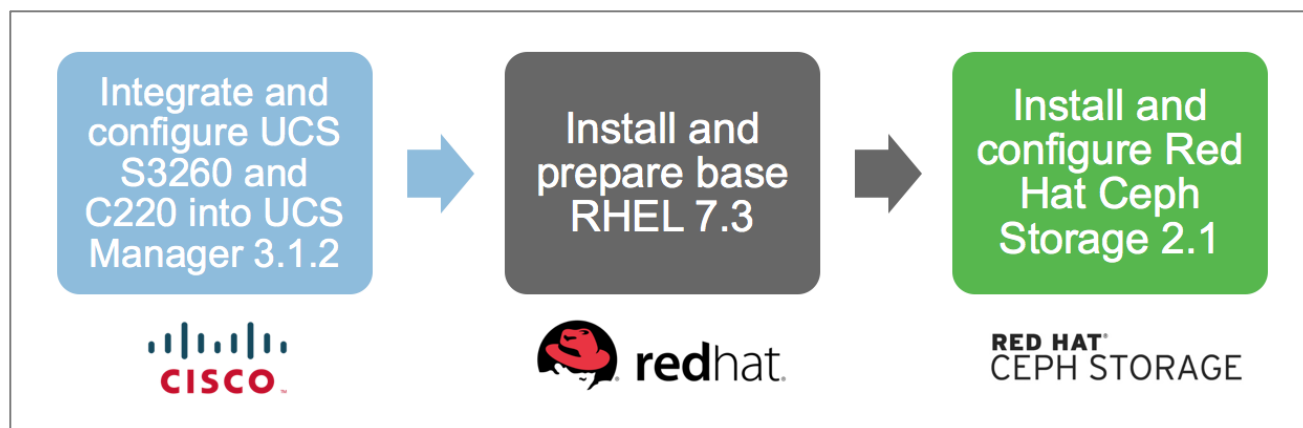 Integrate and
configure UCS
S3260 and
C220 into UCS
Manager 3.1.2
Install and
prepare base
RHEL 7.3
Install and
configure Red
Hat Ceph
Storage 2.1
CISCO™
redhat®
RED HAT®
CEPH STORAGE